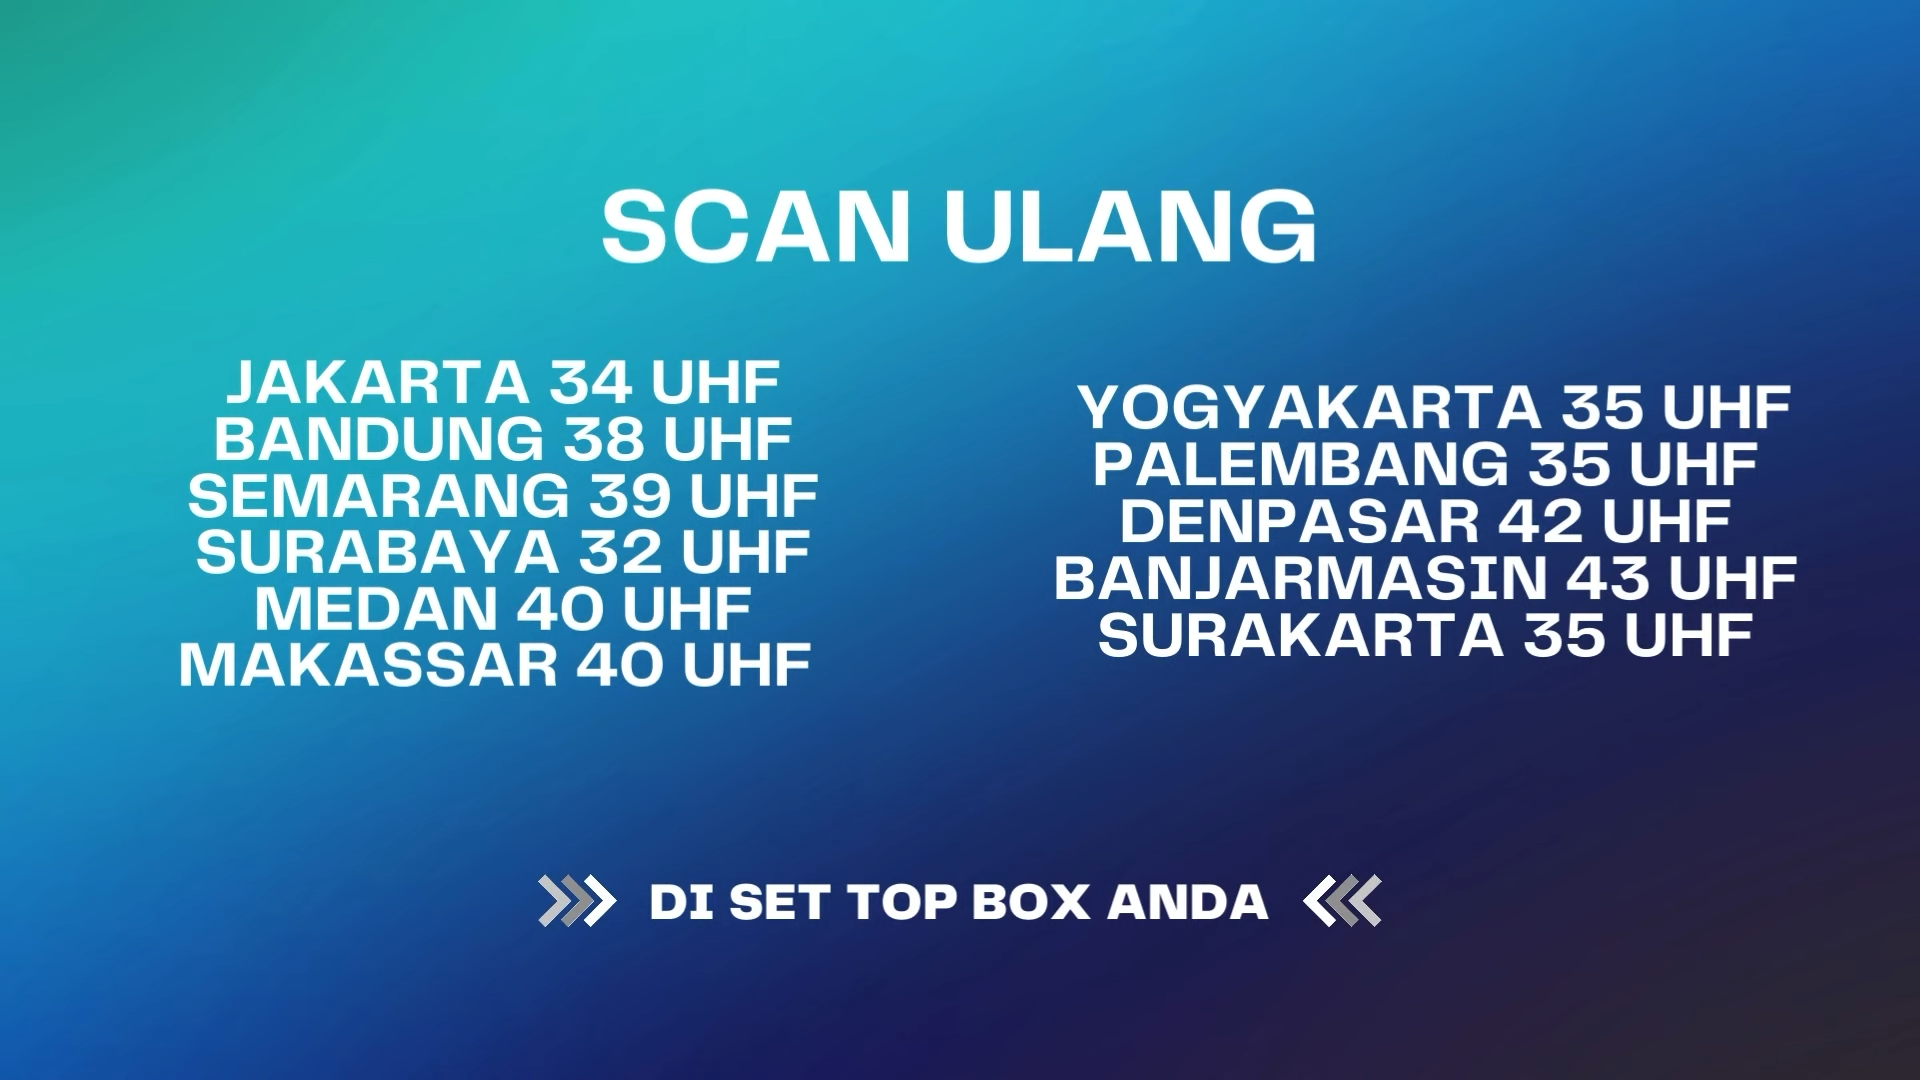 SCAN ULANG
JAKARTA 34 UHF
BANDUNG 38 UHF
SEMARANG 39 UHF
SURABAYA 32 UHF
MEDAN 40 UHF
MAKASSAR 40 UHF
YOGYAKARTA 35 UHF
PALEMBANG 35 UHF
DENPASAR 42 UHF
BANJARMASIN 43 UHF
SURAKARTA 35 UHF
DI SET TOP BOX ANDA